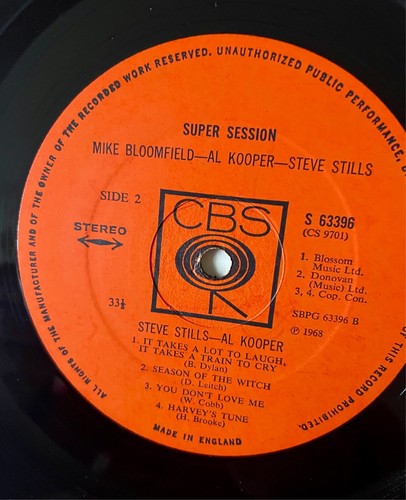 ALL RIGHTS OF THE MANUFACTURER AND OF THE OWNER OF THE RECORDED WORK RESERVED. UNAUTHORIZED PUBLIC PERFORMANCE,
OF THIS RECORD PROHIBITED.
SUPER SESSION
MIKE BLOOMFIELD—AL KOOPER—STEVE STILLS
SIDE 2
CBS
S 63396
(CS 9701)
STEREO
1. Blossom
Music Ltd.
2. Donovan
(Music) Ltd.
3, 4. Cop. Con.
33⅓
SBPG 63396 B
℗ 1968
STEVE STILLS—AL KOOPER
1. IT TAKES A LOT TO LAUGH,
IT TAKES A TRAIN TO CRY
(B. Dylan)
2. SEASON OF THE WITCH
(D. Leitch)
3. YOU DON'T LOVE ME
(W. Cobb)
4. HARVEY'S TUNE
(H. Brooke)
MADE IN ENGLAND